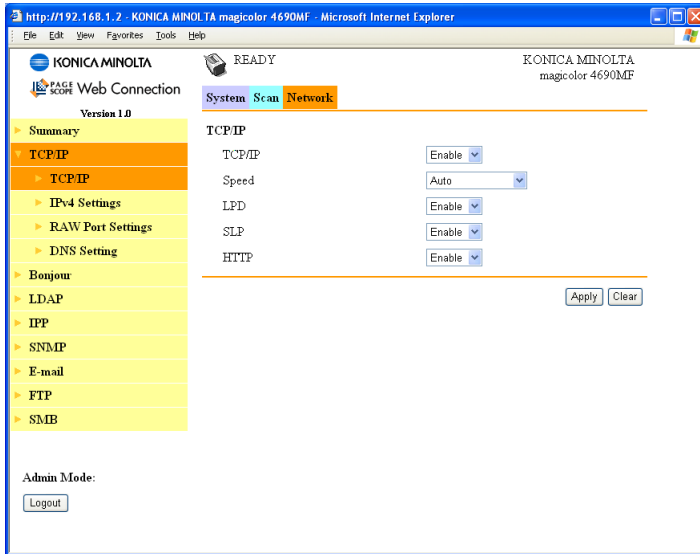 http://192.168.1.2 - KONICA MINOLTA magicolor 4690MF - Microsoft Internet Explorer
File Edit View Favorites Tools Help
KONICA MINOLTA
PAGE SCOPE Web Connection
Version 1.0
READY
KONICA MINOLTA
magicolor 4690MF
System Scan Network
Summary
TCP/IP
TCP/IP
IPv4 Settings
RAW Port Settings
DNS Setting
Bonjour
LDAP
IPP
SNMP
E-mail
FTP
SMB
Admin Mode:
Logout
TCP/IP
TCP/IP Enable
Speed Auto
LPD Enable
SLP Enable
HTTP Enable
Apply Clear